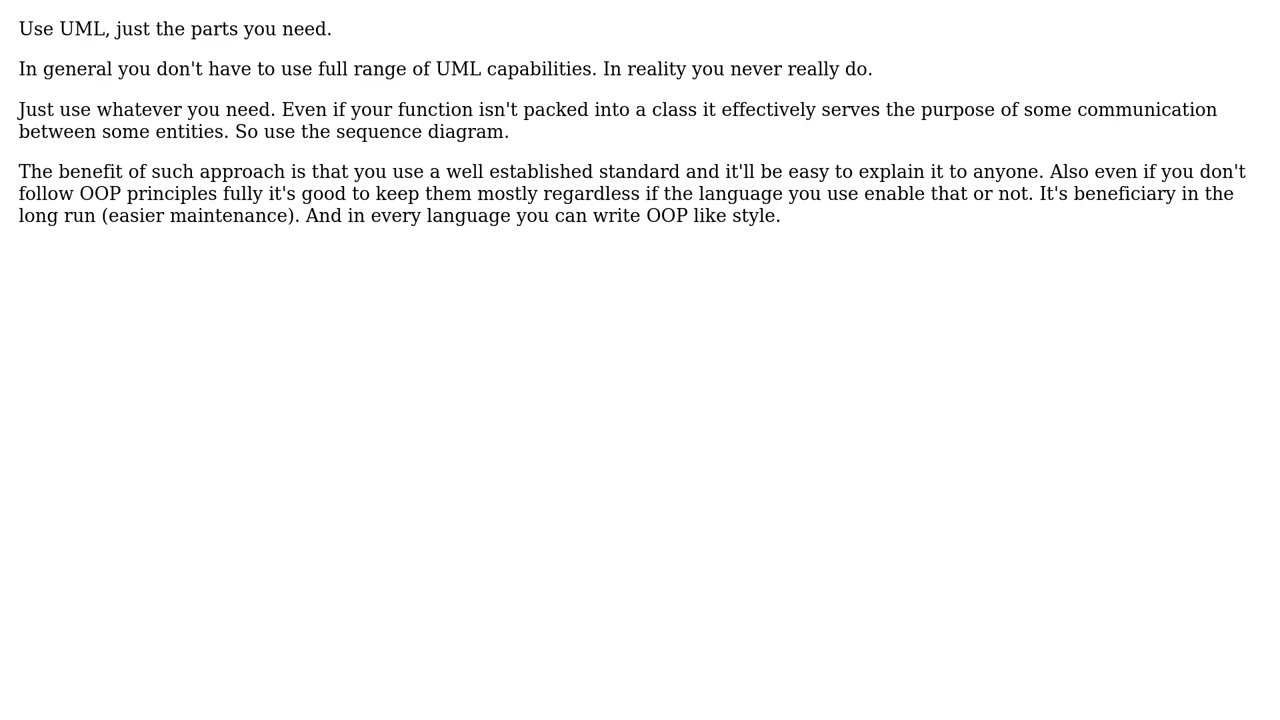 Use UML, just the parts you need.
In general you don't have to use full range of UML capabilities. In reality you never really do.
Just use whatever you need. Even if your function isn't packed into a class it effectively serves the purpose of some communication
between some entities. So use the sequence diagram.
The benefit of such approach is that you use a well established standard and it'll be easy to explain it to anyone. Also even if you don't
follow OOP principles fully it's good to keep them mostly regardless if the language you use enable that or not. It's beneficiary in the
long run (easier maintenance). And in every language you can write OOP like style.